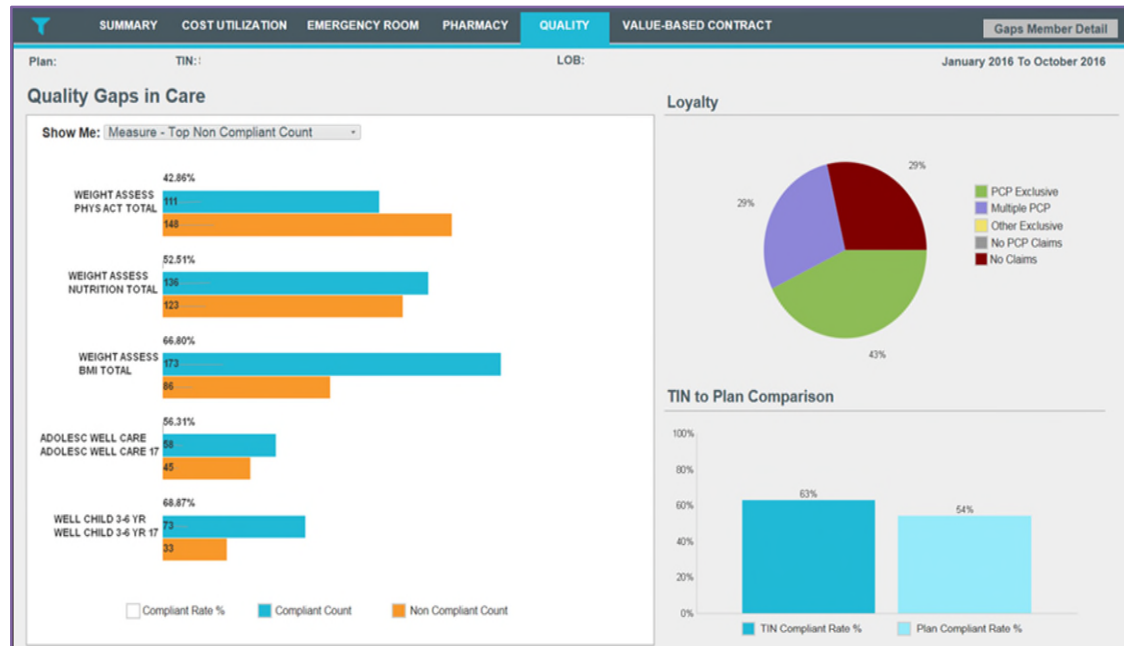 SUMMARY COST UTILIZATION EMERGENCY ROOM PHARMACY QUALITY VALUE-BASED CONTRACT Gaps Member Detail
Plan: TIN: LOB: January 2016 To October 2016
Quality Gaps in Care
Show Me: Measure - Top Non Compliant Count
42.86%
WEIGHT ASSESS
PHYS ACT TOTAL
111
148
52.51%
WEIGHT ASSESS
NUTRITION TOTAL
136
123
66.80%
WEIGHT ASSESS
BMI TOTAL
173
86
56.31%
ADOLESC WELL CARE
ADOLESC WELL CARE 17
58
45
68.87%
WELL CHILD 3-6 YR
WELL CHILD 3-6 YR 17
73
33
Compliant Rate % Compliant Count Non Compliant Count
Loyalty
29%
29%
43%
PCP Exclusive
Multiple PCP
Other Exclusive
No PCP Claims
No Claims
TIN to Plan Comparison
100%
80%
60%
40%
20%
0%
63%
54%
TIN Compliant Rate % Plan Compliant Rate %